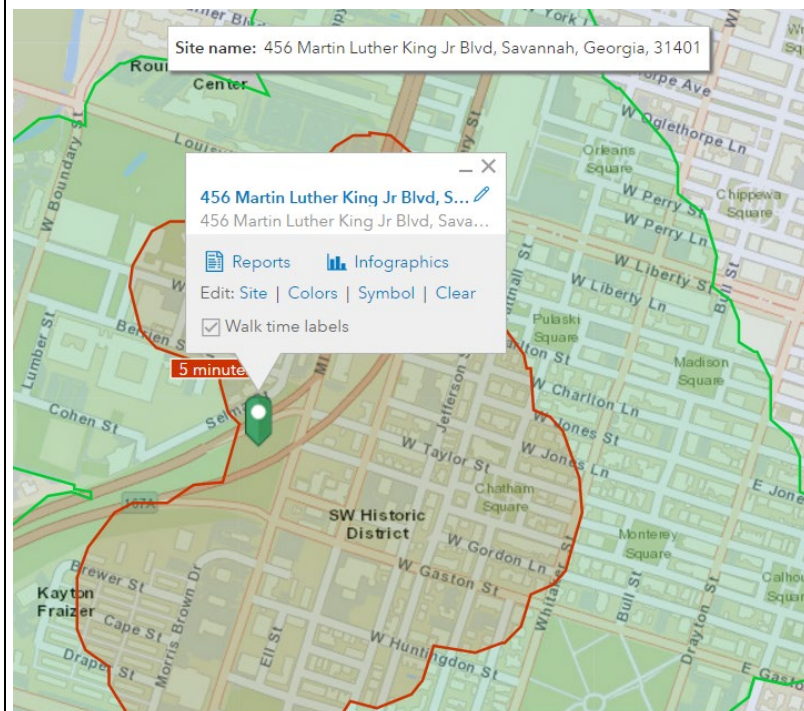 Site name: 456 Martin Luther King Jr Blvd, Savannah, Georgia, 31401
Center
W Oglethorpe Ln
Orleans
Square
W Boundary St
W Perry St
Chippewa
Square
W Perry Ln
456 Martin Luther King Jr Blvd, S...
456 Martin Luther King Jr Blvd, Sava...
Reports
Infographics
Edit: Site | Colors | Symbol | Clear
Walk time labels
W Liberty St
Bull St
W Liberty Ln
Pulaski
Square
Lumber St
Berrien S
Madison
Square
5 minute
W Charlton Ln
Cohen St
Jefferson
W Jones St
W Taylor St
W Jones Ln
Chatham
Square
E Jone
167A
SW Historic
District
Monterey
Square
W Gordon Ln
Brewer St
W Gaston St
Calho
Squar
Kayton
Fraizer
Cape St
Morris Brown Dr
Whitaker St
Bull St
Drayton St
Ell St
W Huntingdon St
Draper St
E Gasto